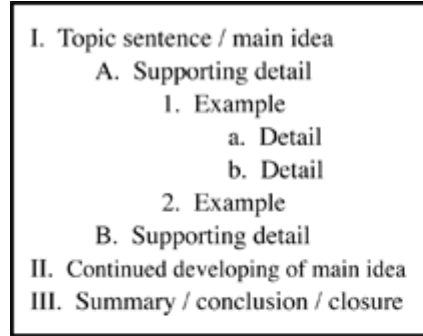 I. Topic sentence / main idea
A. Supporting detail
1. Example
a. Detail
b. Detail
2. Example
B. Supporting detail
II. Continued developing of main idea
III. Summary / conclusion / closure